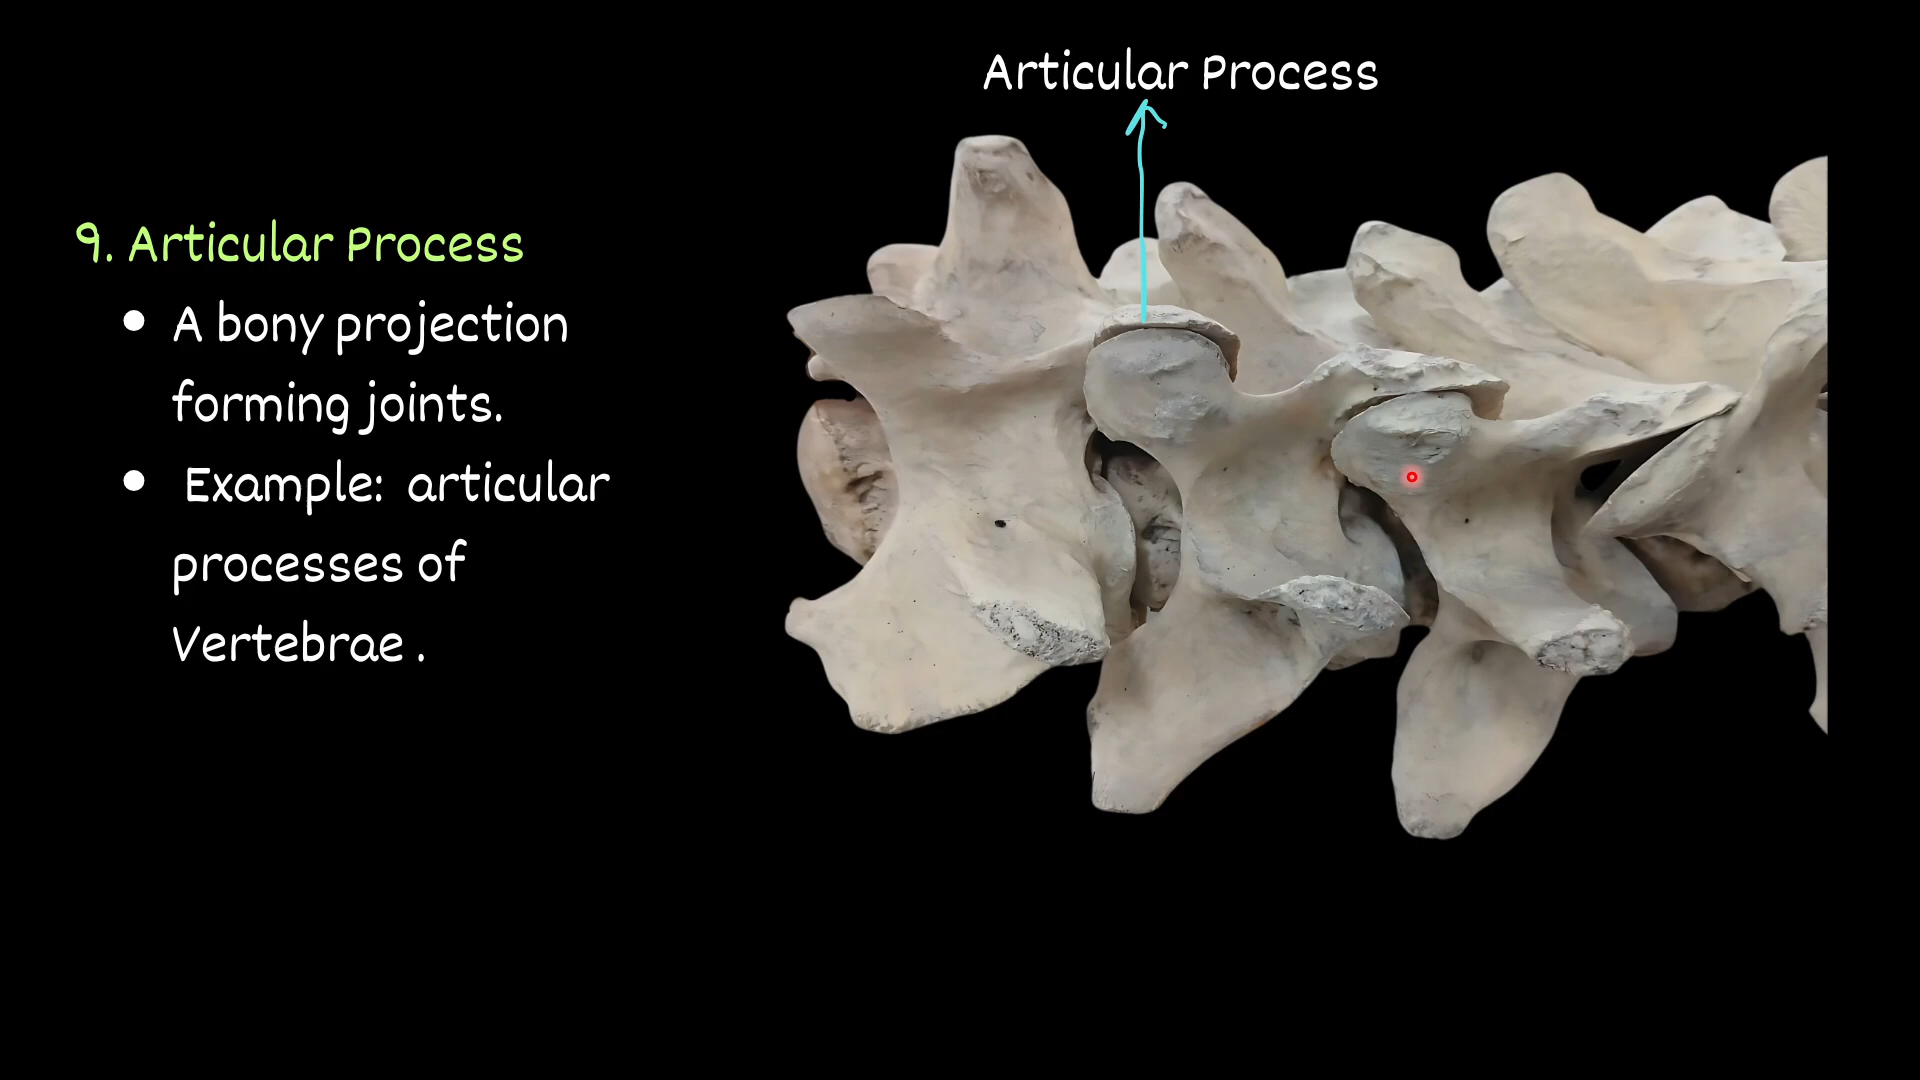 Articular Process
9. Articular Process
• A bony projection
forming joints.
• Example: articular
processes of
Vertebrae .